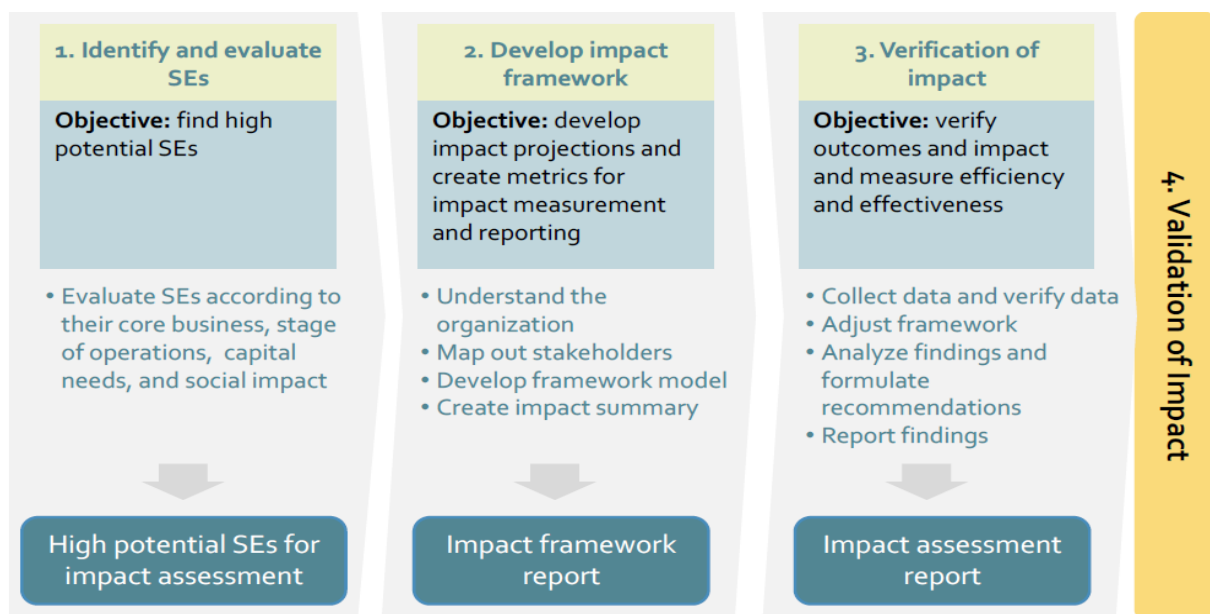 1. Identify and evaluate
SEs
Objective: find high
potential SEs
• Evaluate SEs according to
their core business, stage
of operations, capital
needs, and social impact
High potential SEs for
impact assessment
2. Develop impact
framework
Objective: develop
impact projections and
create metrics for
impact measurement
and reporting
• Understand the
organization
• Map out stakeholders
• Develop framework model
• Create impact summary
Impact framework
report
3. Verification of
impact
Objective: verify
outcomes and impact
and measure efficiency
and effectiveness
• Collect data and verify data
• Adjust framework
• Analyze findings and
formulate
recommendations
• Report findings
Impact assessment
report
4. Validation of Impact